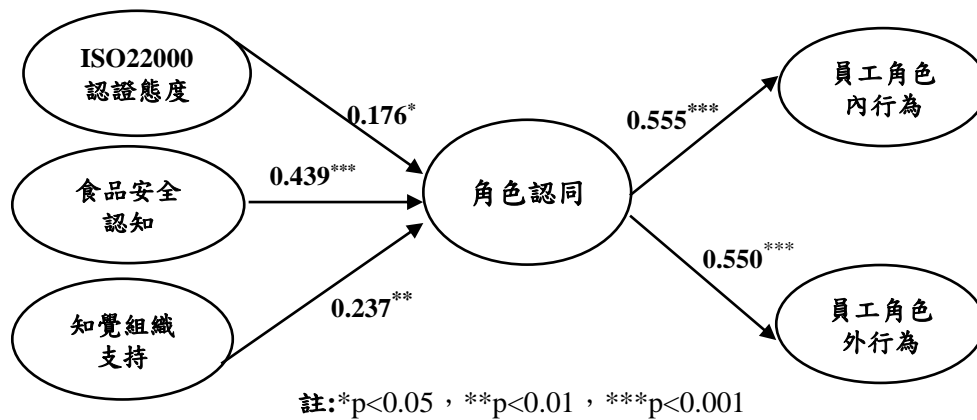 ISO22000
認證態度
0.176*
食品安全
認知
0.439***
知覺組織
支持
0.237**
角色認同
0.555***
員工角色
內行為
0.550***
員工角色
外行為
註:*p<0.05，**p<0.01，***p<0.001